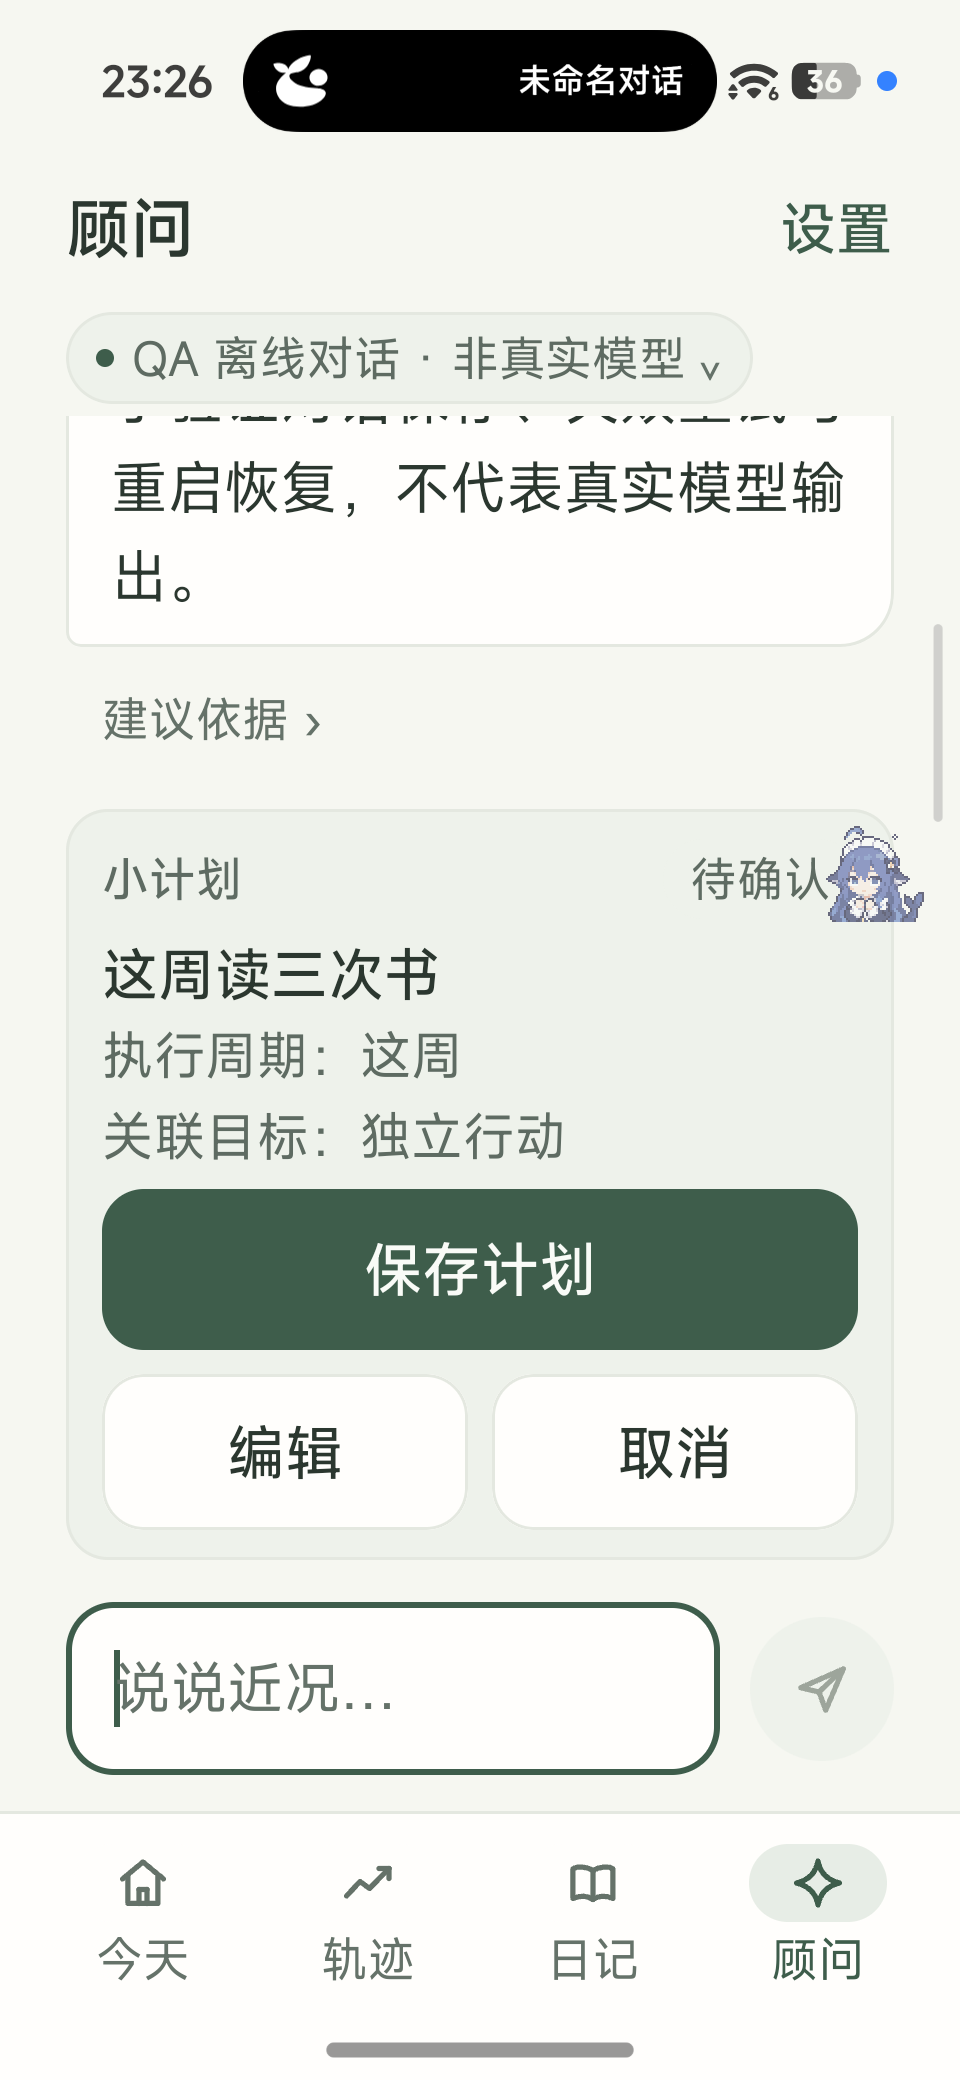 23:26
未命名对话
6
36
顾问
设置
QA 离线对话 · 非真实模型
重启恢复，不代表真实模型输
出。
建议依据 ›
小计划
待确认
这周读三次书
执行周期：这周
关联目标：独立行动
保存计划
编辑
取消
说说近况...
今天
轨迹
日记
顾问